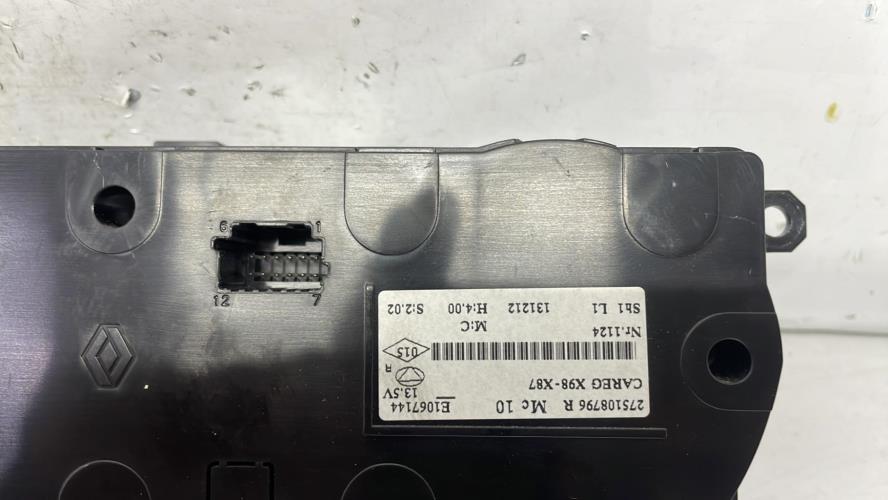 6 1
12 7
275108796 R Mc 10 E1067144
CAREG X98-X87 13.5V
R
015
Nr.1124 M:C
Sh1 L1 131212 H:4.00 S:2.02